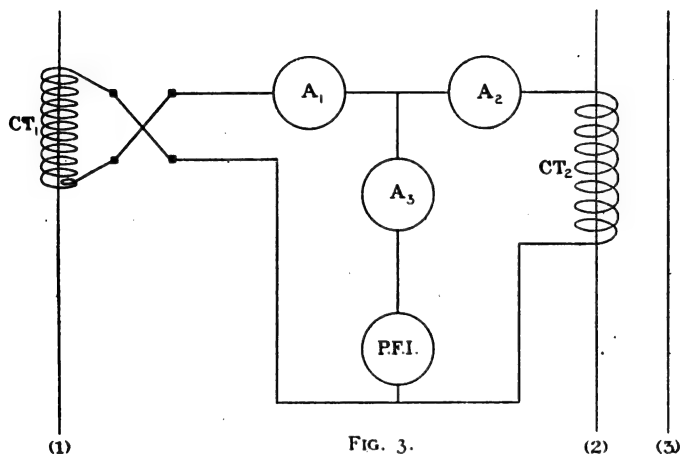 CT₁
A₁
A₂
A₃
CT₂
P.F.I.
(1)
FIG. 3.
(2)
(3)